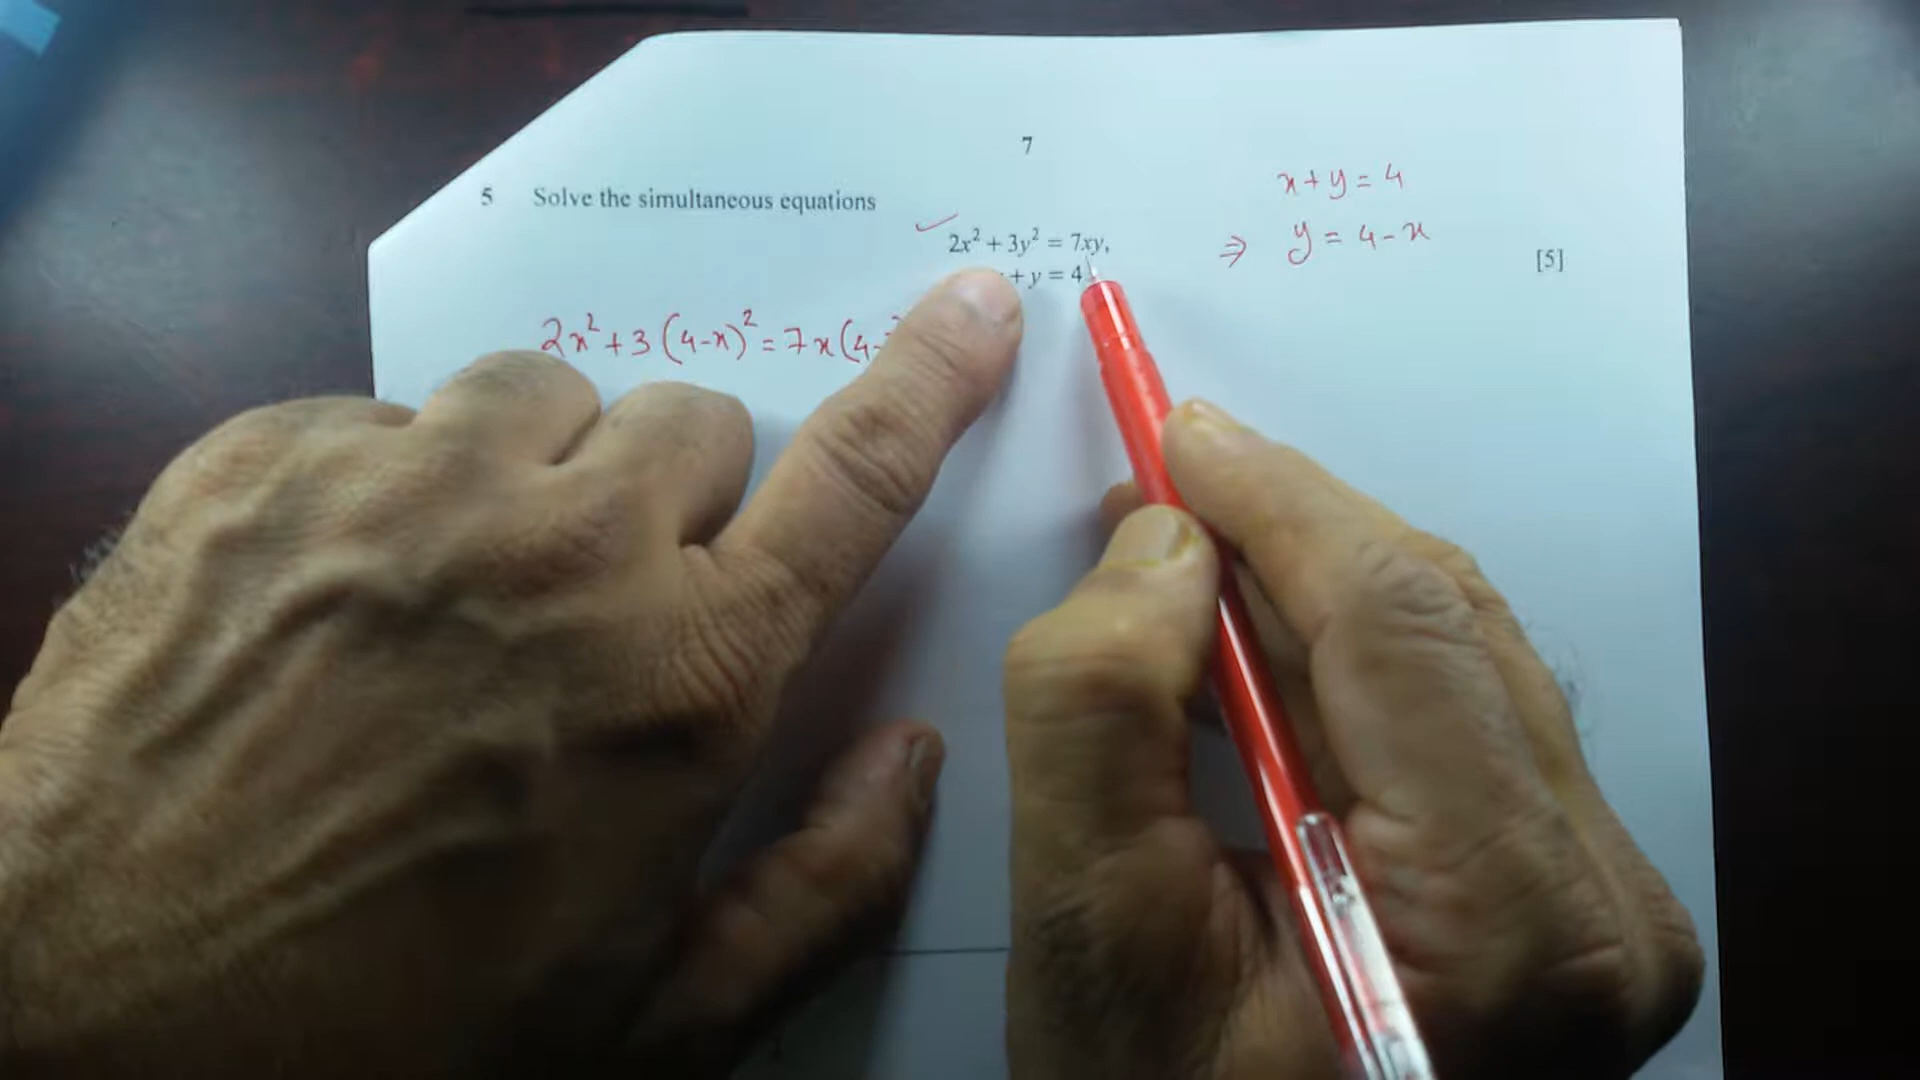 7
5 Solve the simultaneous equations
2x² + 3y² = 7xy,
+ y = 4
[5]
x + y = 4
⇒ y = 4 - x
2x² + 3(4-x)² = 7x(4-